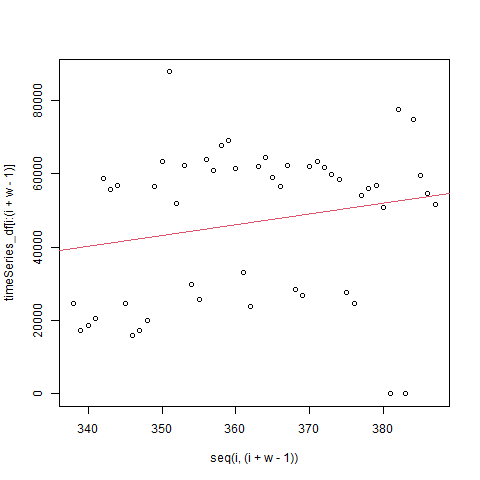 80000
60000
40000
20000
0
timeSeries_df[i:(i + w - 1)]
340 350 360 370 380
seq(i, (i + w - 1))